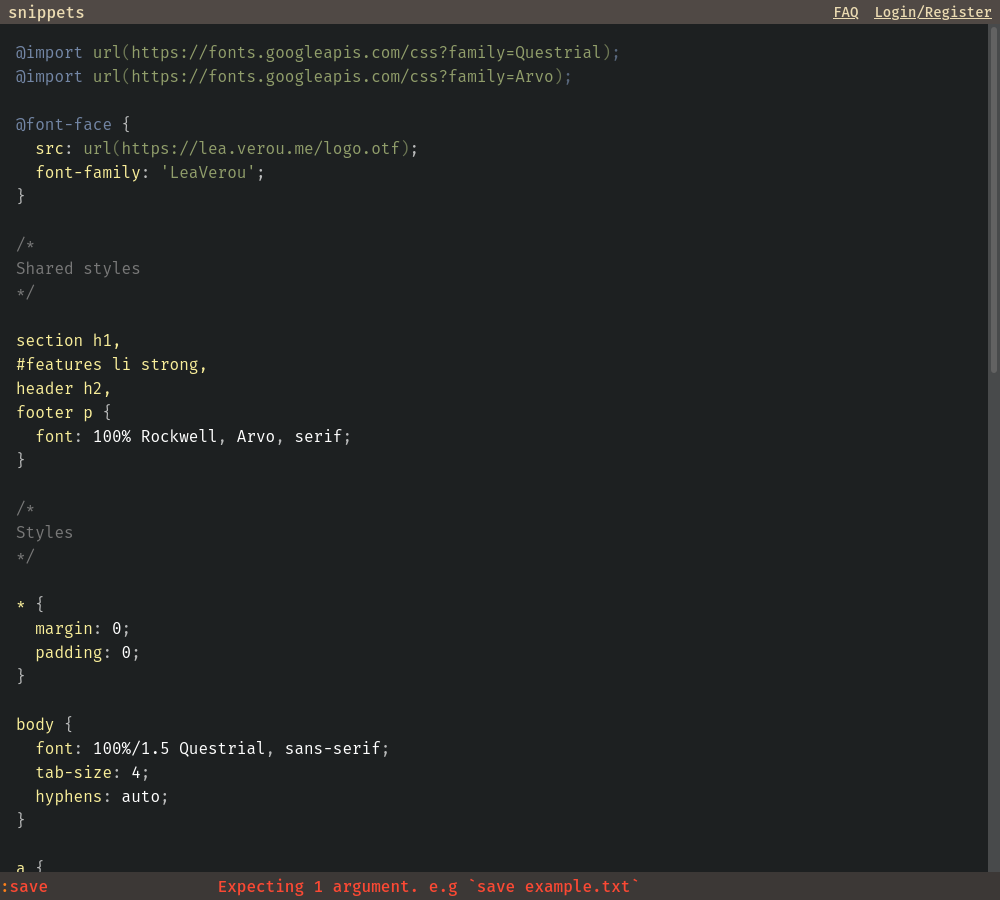 snippets FAQ Login/Register
@import url(https://fonts.googleapis.com/css?family=Questrial);
@import url(https://fonts.googleapis.com/css?family=Arvo);
@font-face {
  src: url(https://lea.verou.me/logo.otf);
  font-family: 'LeaVerou';
}
/*
Shared styles
*/
section h1,
#features li strong,
header h2,
footer p {
  font: 100% Rockwell, Arvo, serif;
}
/*
Styles
*/
* {
  margin: 0;
  padding: 0;
}
body {
  font: 100%/1.5 Questrial, sans-serif;
  tab-size: 4;
  hyphens: auto;
}
a {
:save Expecting 1 argument. e.g `save example.txt`